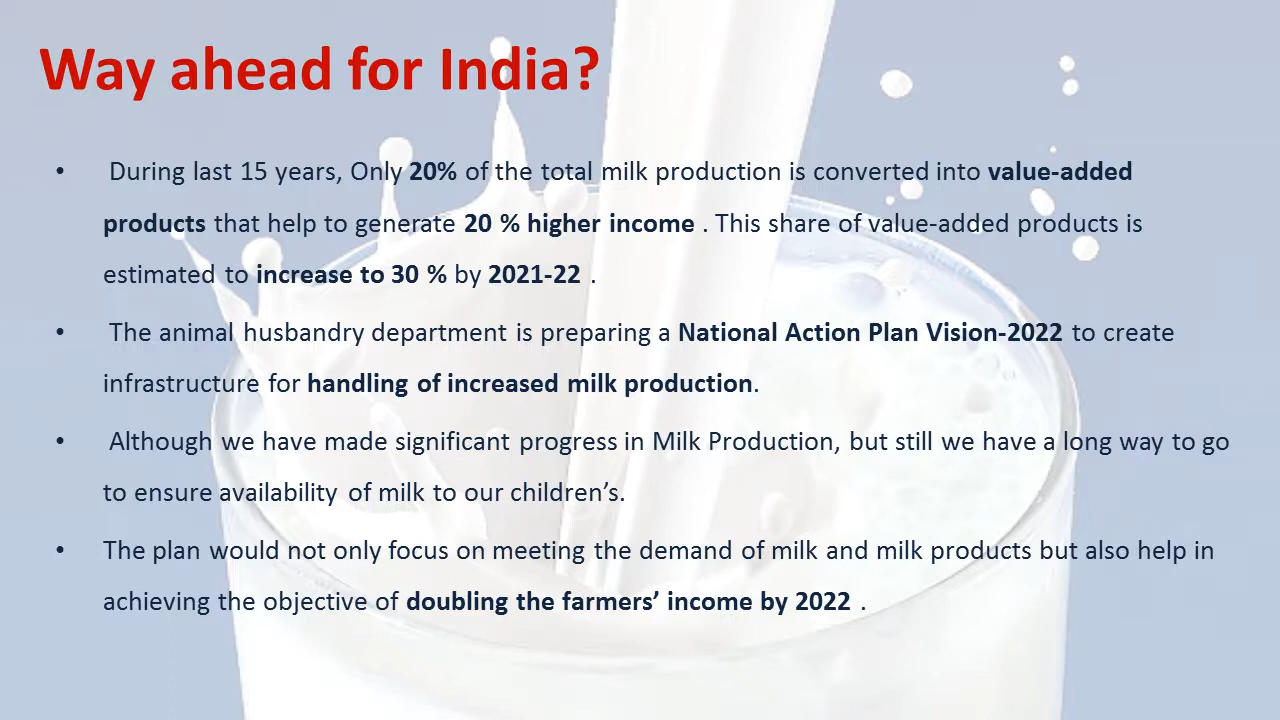 Way ahead for India?
• During last 15 years, Only 20% of the total milk production is converted into value-added
products that help to generate 20 % higher income . This share of value-added products is
estimated to increase to 30 % by 2021-22 .
• The animal husbandry department is preparing a National Action Plan Vision-2022 to create
infrastructure for handling of increased milk production.
• Although we have made significant progress in Milk Production, but still we have a long way to go
to ensure availability of milk to our children’s.
• The plan would not only focus on meeting the demand of milk and milk products but also help in
achieving the objective of doubling the farmers’ income by 2022 .